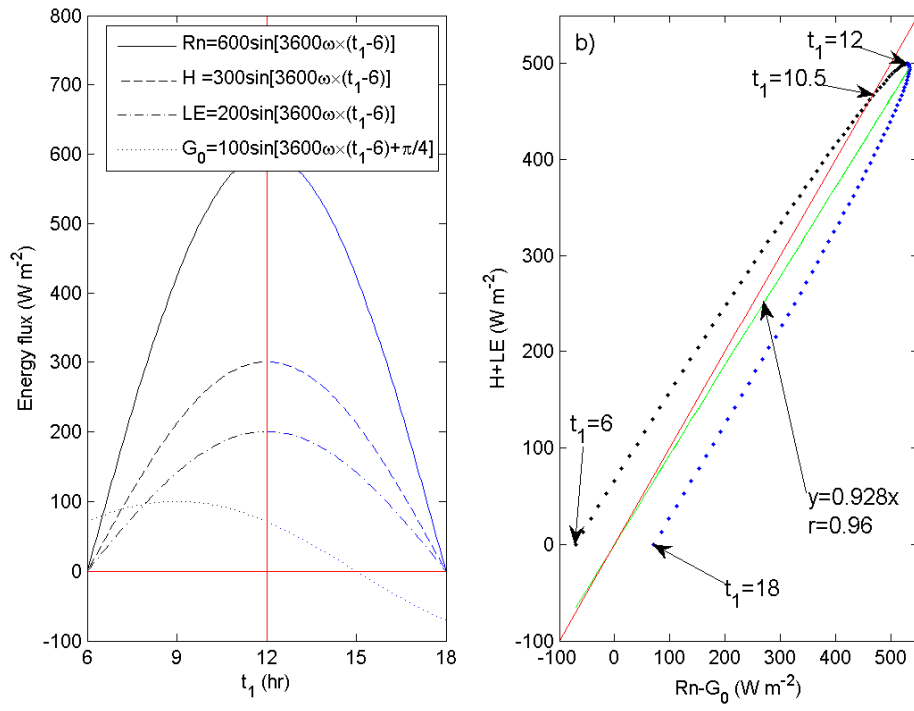 800
700
600
500
400
300
200
100
0
-100
6
9
12
15
18
Energy flux (W m-2)
t1 (hr)
Rn=600sin[3600ω×(t1-6)]
H =300sin[3600ω×(t1-6)]
LE=200sin[3600ω×(t1-6)]
G0=100sin[3600ω×(t1-6)+π/4]
b)
500
400
300
200
100
0
-100
-100
0
100
200
300
400
500
H+LE (W m-2)
Rn-G0 (W m-2)
t1=12
t1=10.5
t1=6
y=0.928x
r=0.96
t1=18